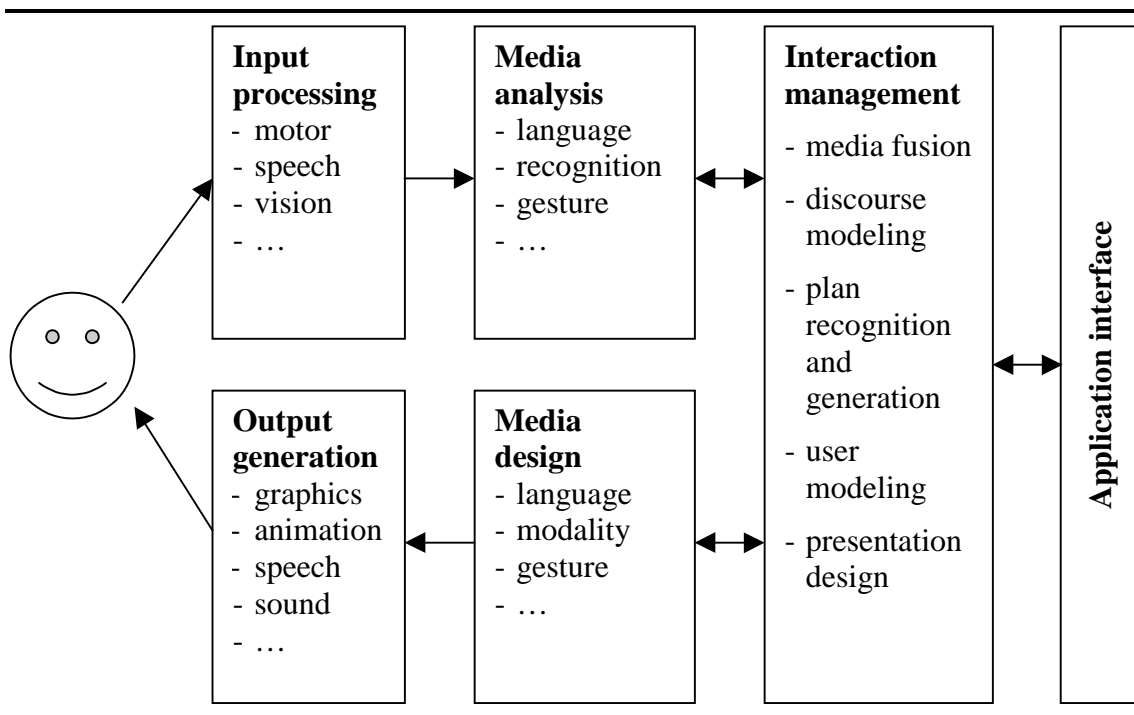 Input
processing
- motor
- speech
- vision
- …
Media
analysis
- language
- recognition
- gesture
- …
Interaction
management
- media fusion
- discourse
modeling
- plan
recognition
and
generation
- user
modeling
- presentation
design
Application interface
Output
generation
- graphics
- animation
- speech
- sound
- …
Media
design
- language
- modality
- gesture
- …